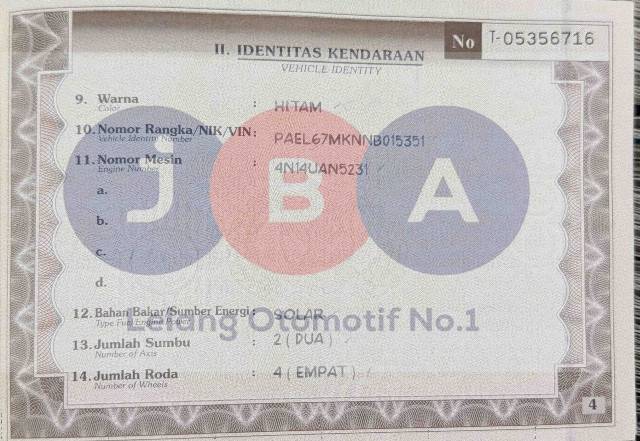 No T-05356716
II. IDENTITAS KENDARAAN
VEHICLE IDENTITY
9. Warna : HITAM
Color
10. Nomor Rangka/NIK/VIN : PAEL67MKNNB015351
Vehicle Identity Number
11. Nomor Mesin : 4N14UAN5231
Engine Number
a.
b.
c.
d.
J B A
12. Bahan Bakar/Sumber Energi : SOLAR
Type Fuel Engine Power
Lelang Otomotif No.1
13. Jumlah Sumbu : 2 ( DUA )
Number of Axis
14. Jumlah Roda : 4 ( EMPAT )
Number of Wheels
4